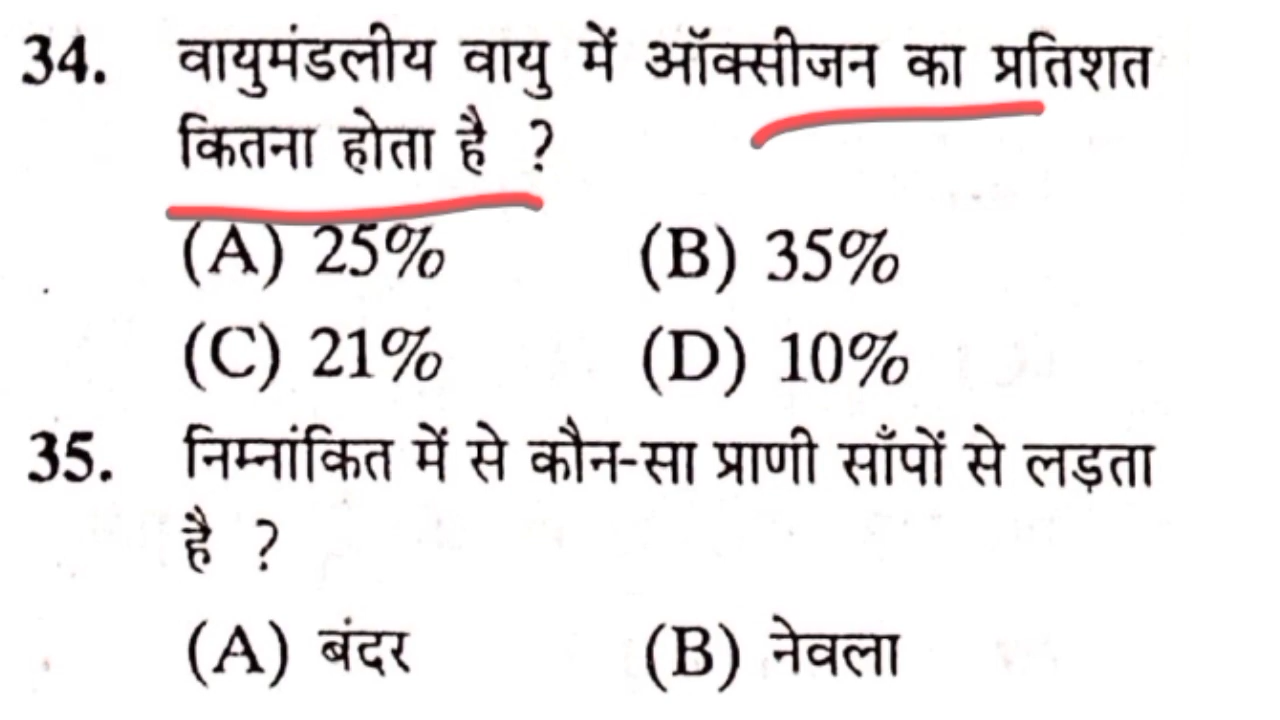 34. वायुमंडलीय वायु में ऑक्सीजन का प्रतिशत
कितना होता है ?
(A) 25% (B) 35%
(C) 21% (D) 10%
35. निम्नांकित में से कौन-सा प्राणी साँपों से लड़ता
है ?
(A) बंदर (B) नेवला